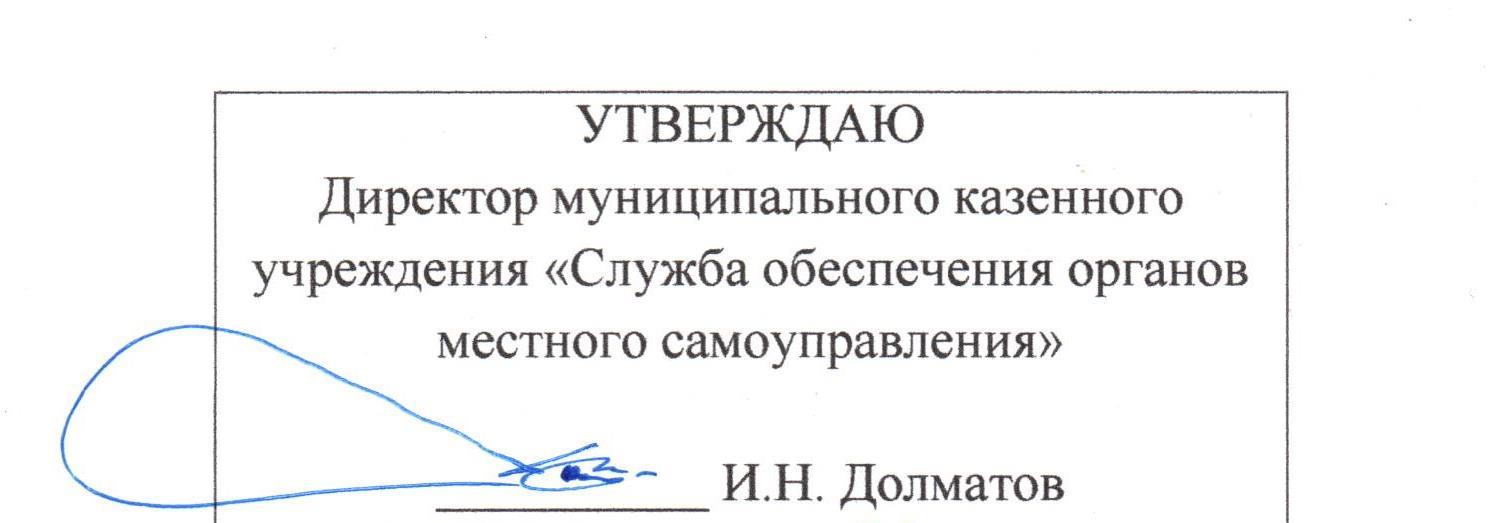 УТВЕРЖДАЮ
Директор муниципального казенного
учреждения «Служба обеспечения органов
местного самоуправления»
И.Н. Долматов